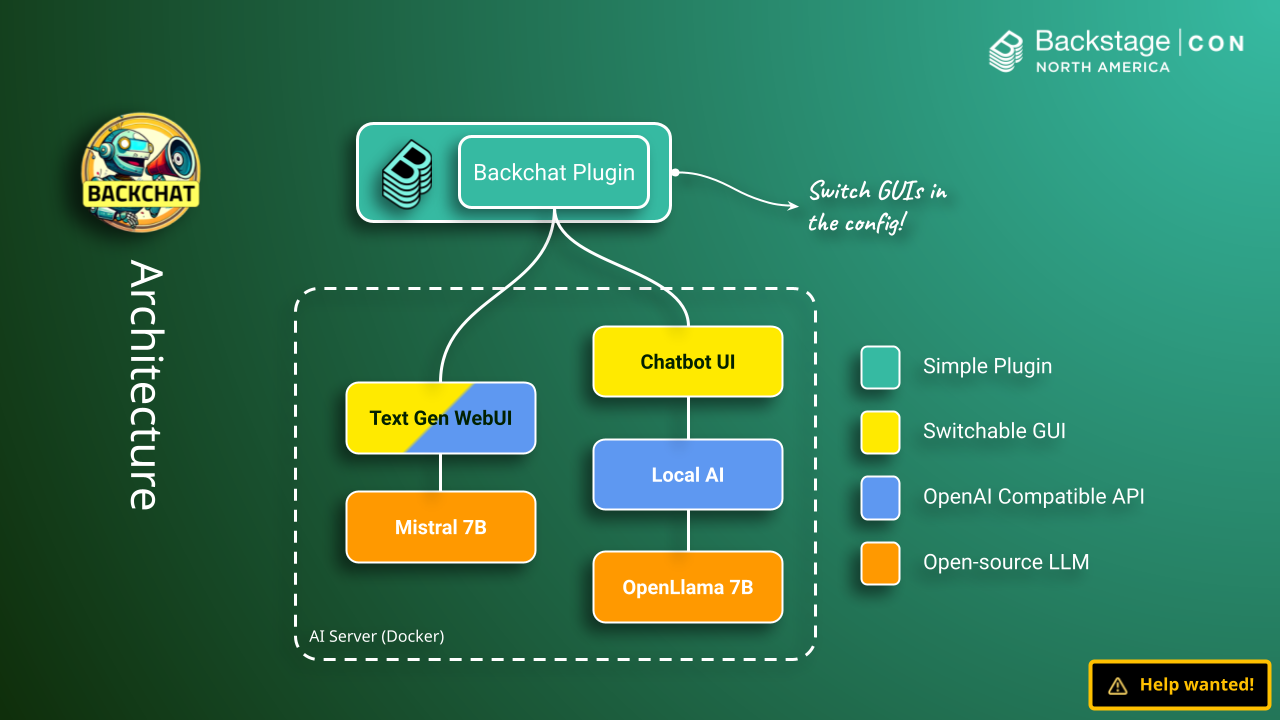 Backstage CON
NORTH AMERICA
BACKCHAT
Architecture
Backchat Plugin
Switch GUIs in
the config!
Chatbot UI
Text Gen WebUI
Local AI
Mistral 7B
OpenLlama 7B
AI Server (Docker)
Simple Plugin
Switchable GUI
OpenAI Compatible API
Open-source LLM
Help wanted!